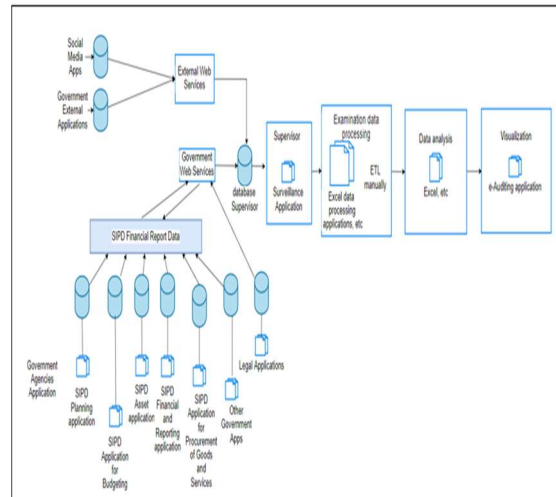 Social
Media
Apps
Government
External
Applications
External Web
Services
Government
Web Services
database
Supervisor
Supervisor
Surveillance
Application
Examination data
processing
Excel data
processing
applications, etc
ETL
manually
Data analysis
Excel, etc
Visualization
e-Auditing application
SIPD Financial Report Data
Government
Agencies
Application
SIPD
Planning
application
SIPD
Application
for
Budgeting
SIPD
Asset
application
SIPD
Financial
and
Reporting
application
SIPD
Application
for
Procurement
of Goods
and
Services
Other
Government
Apps
Legal Applications